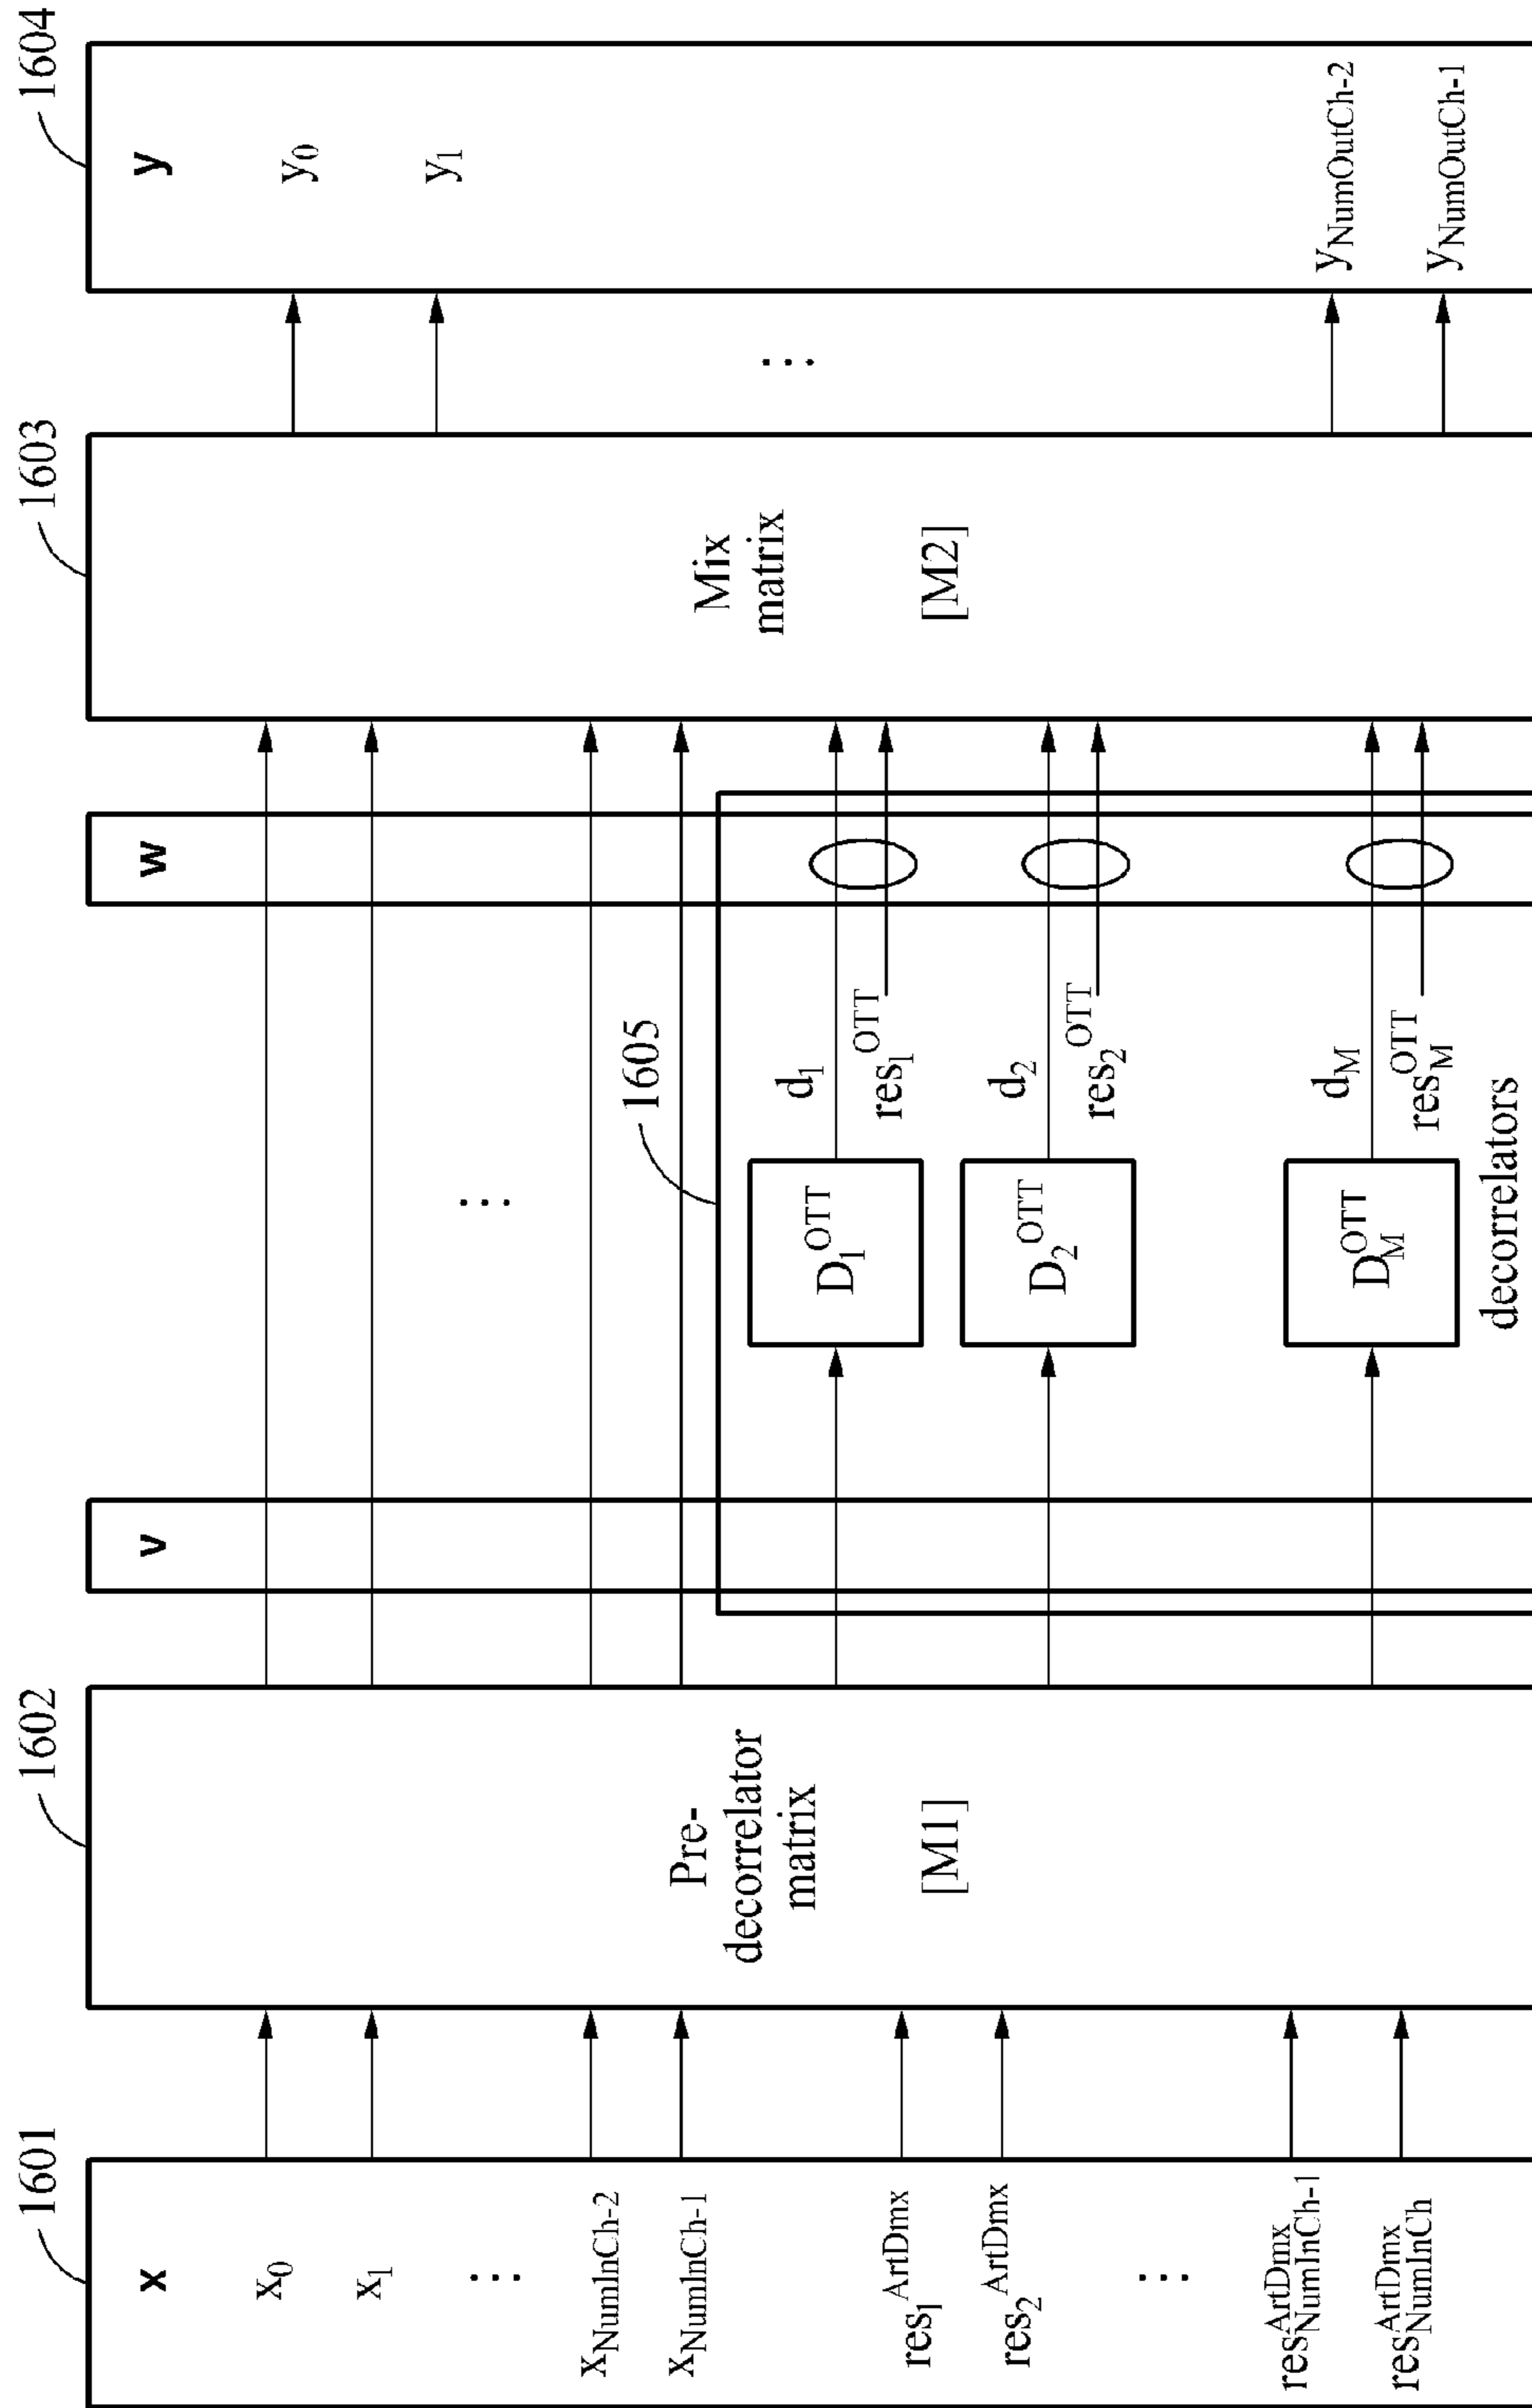 1601
1602
1603
1604
x
x0
x1
⋮
xNumInCh-2
xNumInCh-1
res1ArtDmx
res2ArtDmx
⋮
resNumInCh-1ArtDmx
resNumInChArtDmx
Pre-
decorrelator
matrix
[M1]
v
⋮
1605
D1OTT
d1
res1OTT
D2OTT
d2
res2OTT
DMOTT
dM
resMOTT
decorrelators
w
Mix
matrix
[M2]
⋮
y
y0
y1
yNumOutCh-2
yNumOutCh-1